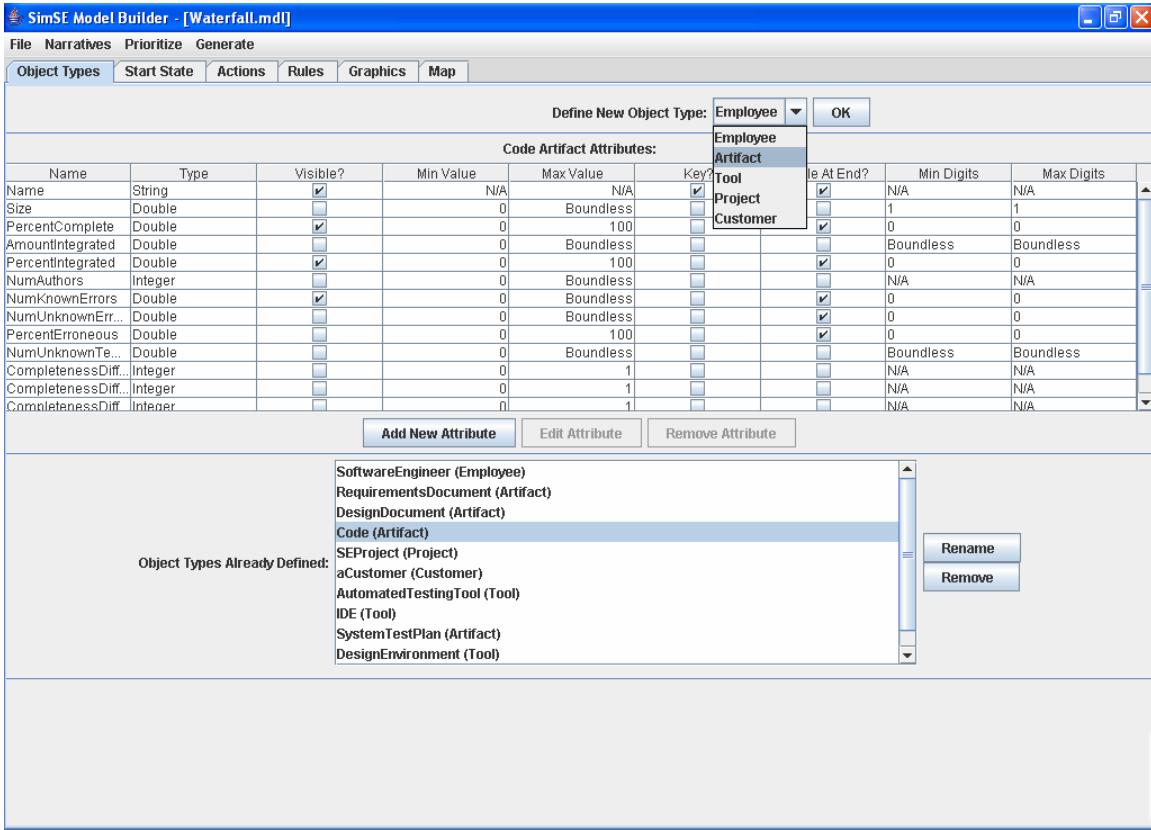 SimSE Model Builder - [Waterfall.mdl]
File Narratives Prioritize Generate
Object Types Start State Actions Rules Graphics Map
Define New Object Type: Employee OK
Employee
Artifact
Tool
Project
Customer
Code Artifact Attributes:
Name Type Visible? Min Value Max Value Key? le At End? Min Digits Max Digits
Name String N/A N/A N/A N/A
Size Double 0 Boundless 1 1
PercentComplete Double 0 100 0 0
AmountIntegrated Double 0 Boundless Boundless Boundless
PercentIntegrated Double 0 100 0 0
NumAuthors Integer 0 Boundless N/A N/A
NumKnownErrors Double 0 Boundless 0 0
NumUnknownErr... Double 0 Boundless 0 0
PercentErroneous Double 0 100 0 0
NumUnknownTe... Double 0 Boundless Boundless Boundless
CompletenessDiff... Integer 0 1 N/A N/A
CompletenessDiff... Integer 0 1 N/A N/A
CompletenessDiff Integer 0 1 N/A N/A
Add New Attribute Edit Attribute Remove Attribute
Object Types Already Defined:
SoftwareEngineer (Employee)
RequirementsDocument (Artifact)
DesignDocument (Artifact)
Code (Artifact)
SEProject (Project)
aCustomer (Customer)
AutomatedTestingTool (Tool)
IDE (Tool)
SystemTestPlan (Artifact)
DesignEnvironment (Tool)
Rename
Remove